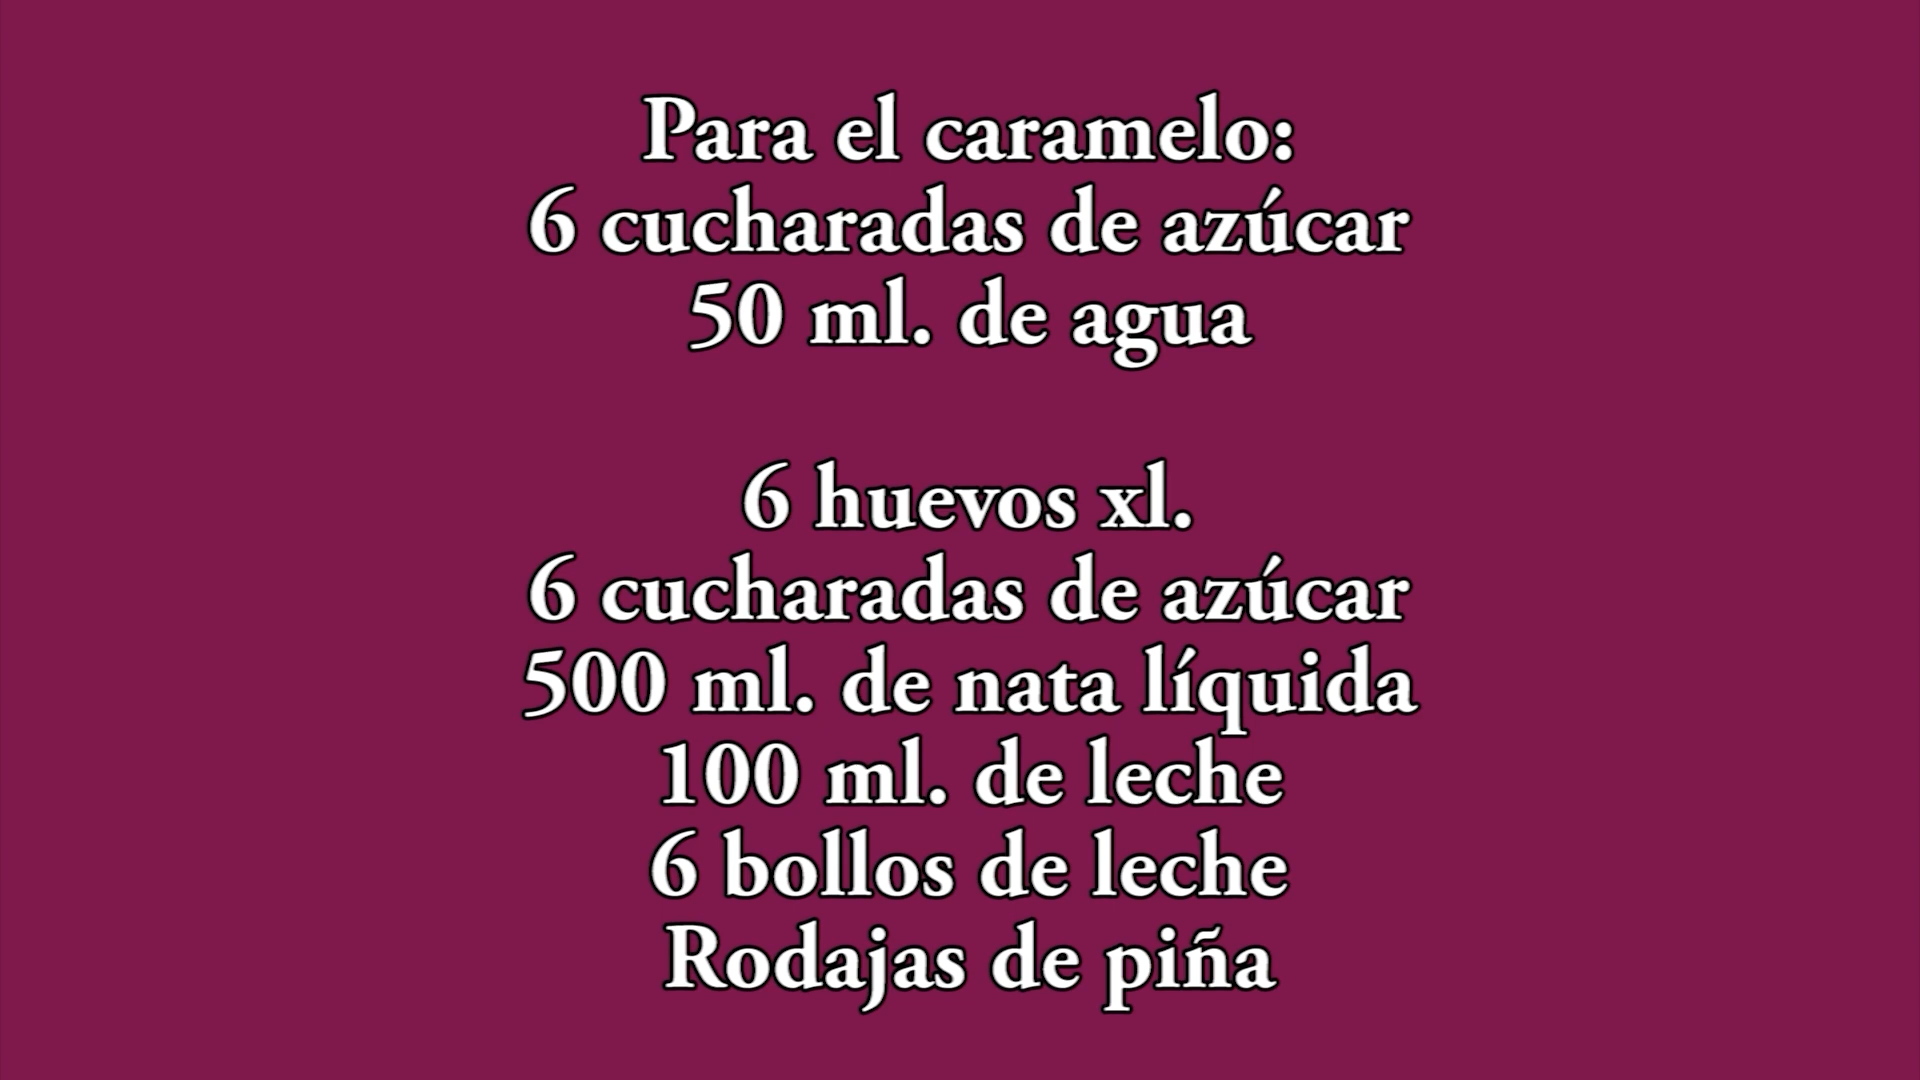 Para el caramelo:
6 cucharadas de azúcar
50 ml. de agua
6 huevos xl.
6 cucharadas de azúcar
500 ml. de nata líquida
100 ml. de leche
6 bollos de leche
Rodajas de piña